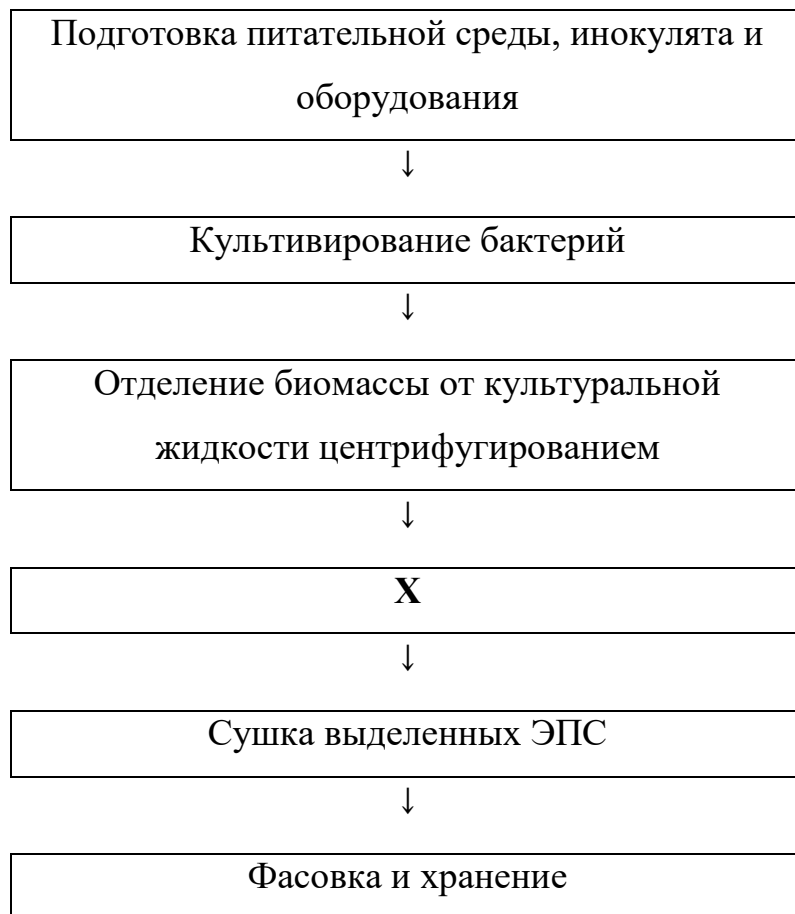 Подготовка питательной среды, инокулята и
оборудования
↓
Культивирование бактерий
↓
Отделение биомассы от культуральной
жидкости центрифугированием
↓
Х
↓
Сушка выделенных ЭПС
↓
Фасовка и хранение